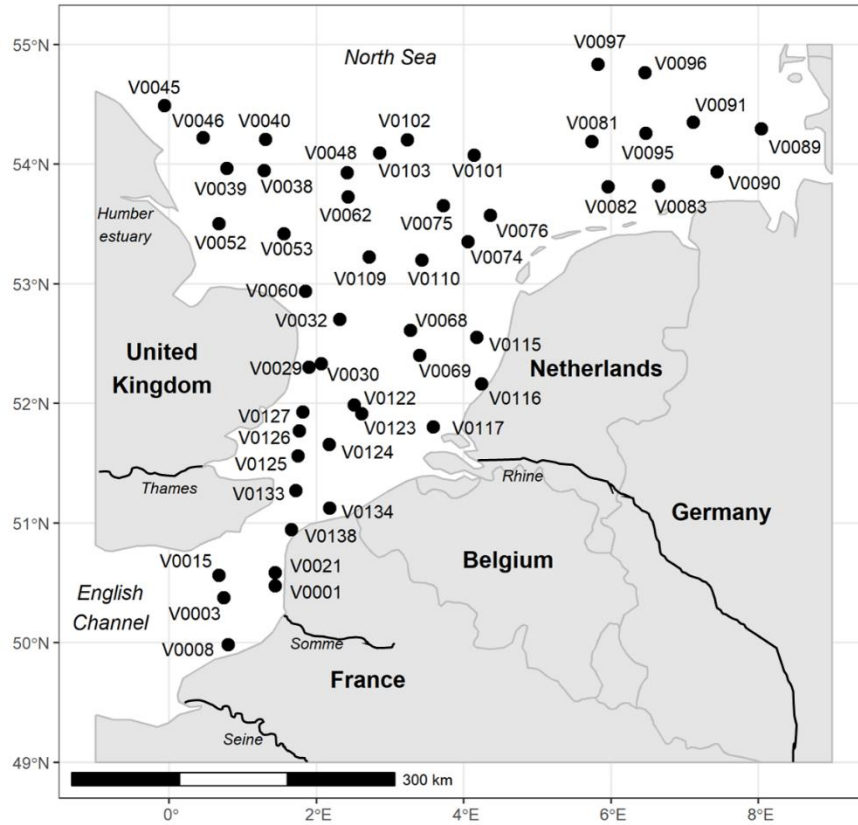 55°N
54°N
53°N
52°N
51°N
50°N
49°N
North Sea
V0097
V0096
V0045
V0046
V0040
V0102
V0081
V0091
V0048
V0103
V0101
V0095
V0089
V0039
V0038
V0090
V0062
V0075
V0076
V0082
V0083
Humber
estuary
V0052
V0053
V0074
V0109
V0110
V0060
V0032
V0068
V0115
United
Kingdom
V0029
V0030
V0069
Netherlands
V0122
V0116
V0127
V0123
V0117
V0126
V0124
V0125
Thames
Rhine
V0133
V0134
Germany
V0138
Belgium
V0015
V0021
English
Channel
V0001
V0003
V0008
Somme
France
Seine
300 km
0°
2°E
4°E
6°E
8°E